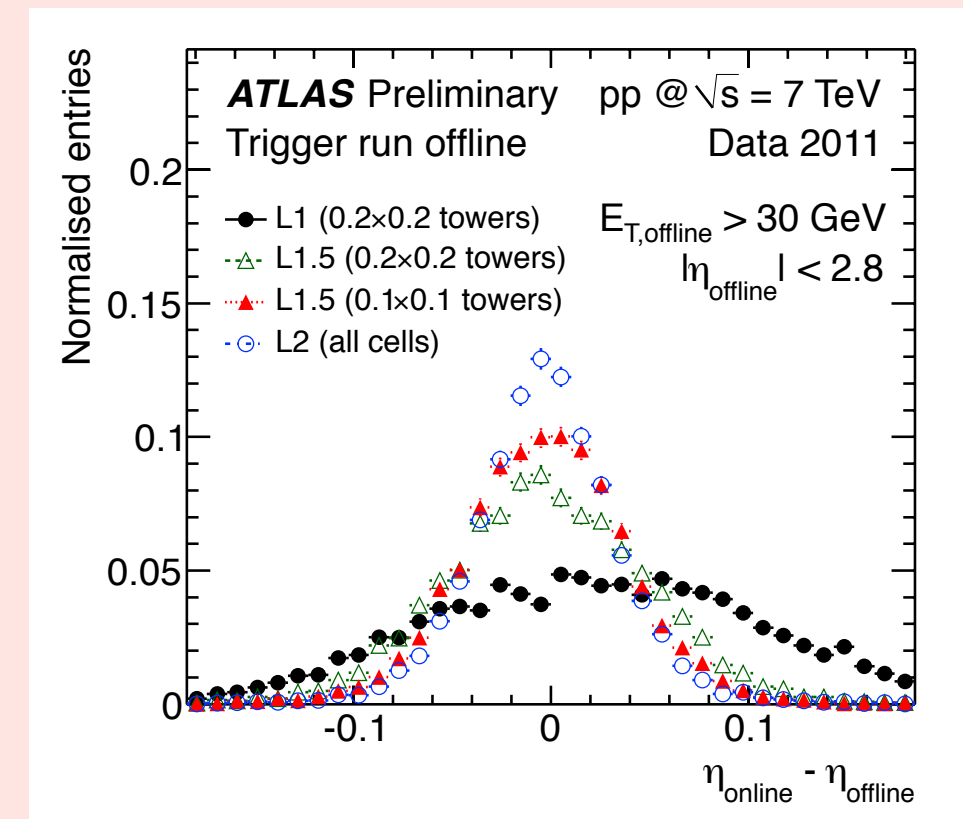 ATLAS Preliminary pp @ √s = 7 TeV
Trigger run offline Data 2011
L1 (0.2×0.2 towers)
L1.5 (0.2×0.2 towers)
L1.5 (0.1×0.1 towers)
L2 (all cells)
E_T,offline > 30 GeV
|η_offline| < 2.8
Normalised entries
0.2
0.15
0.1
0.05
0
-0.1 0 0.1
η_online - η_offline